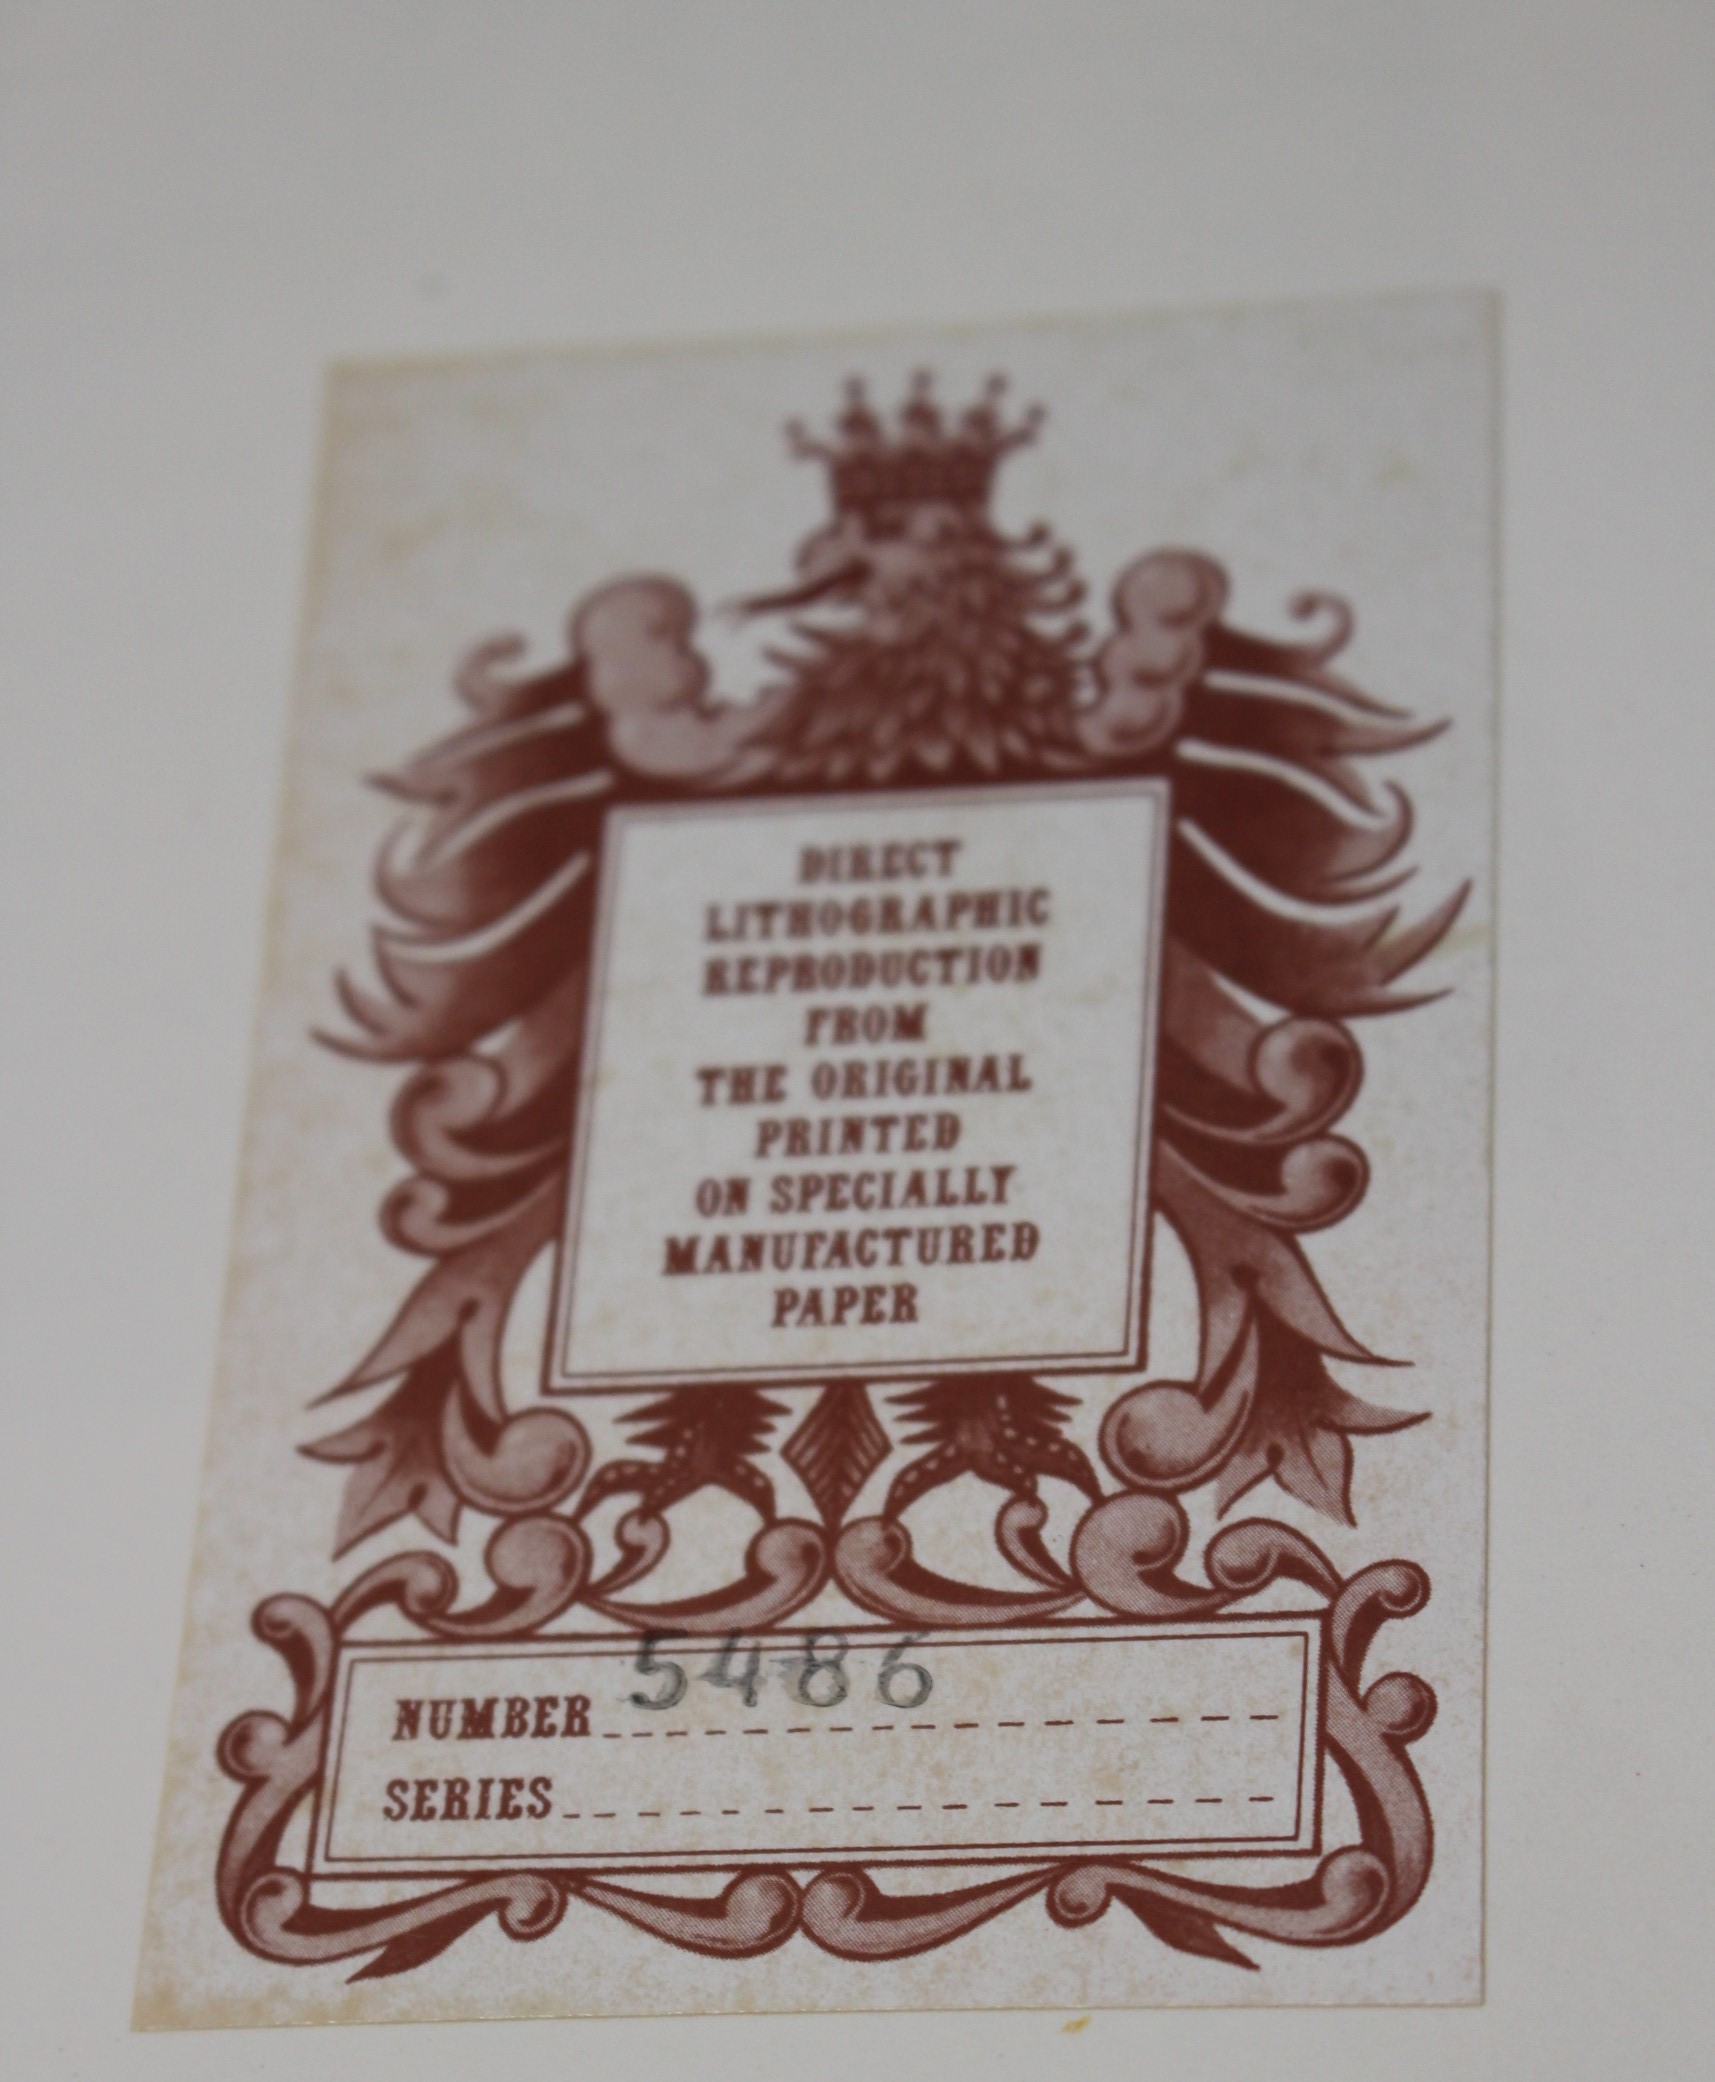 DIRECT
LITHOGRAPHIC
REPRODUCTION
FROM
THE ORIGINAL
PRINTED
ON SPECIALLY
MANUFACTURED
PAPER
NUMBER 5486
SERIES